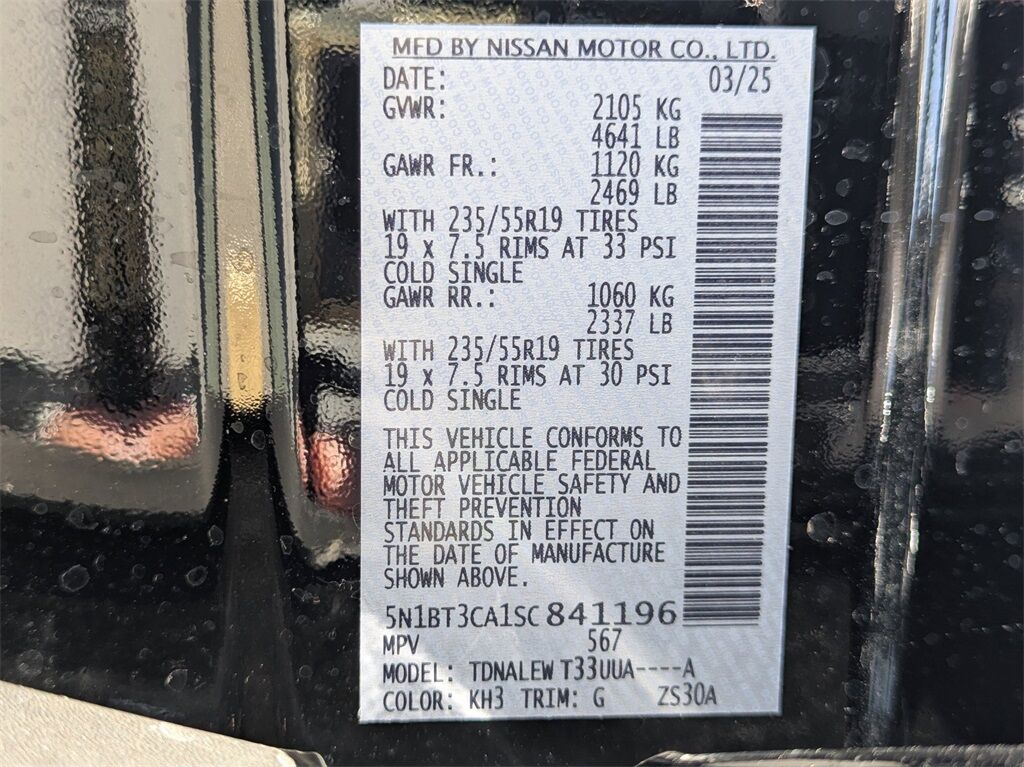 MFD BY NISSAN MOTOR CO., LTD.
DATE: 03/25
GVWR: 2105 KG
4641 LB
GAWR FR.: 1120 KG
2469 LB
WITH 235/55R19 TIRES
19 x 7.5 RIMS AT 33 PSI
COLD SINGLE
GAWR RR.: 1060 KG
2337 LB
WITH 235/55R19 TIRES
19 x 7.5 RIMS AT 30 PSI
COLD SINGLE
THIS VEHICLE CONFORMS TO
ALL APPLICABLE FEDERAL
MOTOR VEHICLE SAFETY AND
THEFT PREVENTION
STANDARDS IN EFFECT ON
THE DATE OF MANUFACTURE
SHOWN ABOVE.
5N1BT3CA1SC841196
MPV 567
MODEL: TDNALEW T33UUA----A
COLOR: KH3 TRIM: G ZS30A